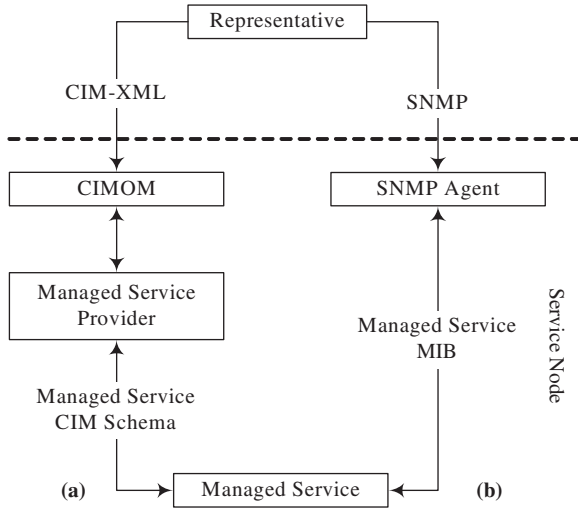 Representative
CIM-XML
SNMP
CIMOM
SNMP Agent
Managed Service
Provider
Managed Service
MIB
Service Node
Managed Service
CIM Schema
(a)
Managed Service
(b)